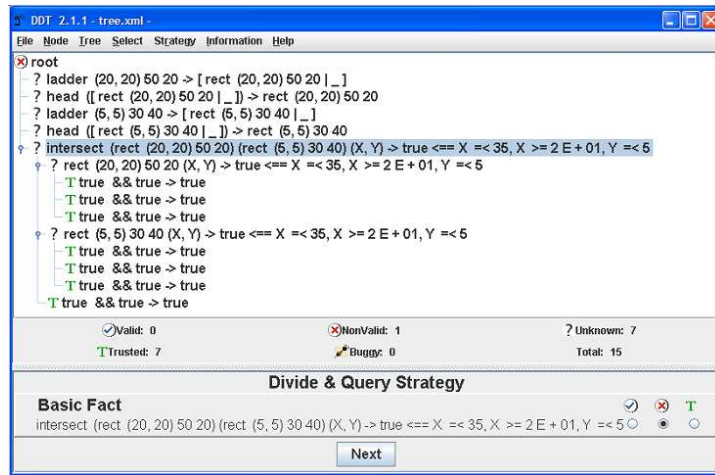 DDT 2.1.1 - tree.xml -
File Node Tree Select Strategy Information Help
root
? ladder (20, 20) 50 20 -> [ rect (20, 20) 50 20 | _ ]
? head ([ rect (20, 20) 50 20 | _ ]) -> rect (20, 20) 50 20
? ladder (5, 5) 30 40 -> [ rect (5, 5) 30 40 | _ ]
? head ([ rect (5, 5) 30 40 | _ ]) -> rect (5, 5) 30 40
? intersect (rect (20, 20) 50 20) (rect (5, 5) 30 40) (X, Y) -> true <== X =< 35, X >= 2 E + 01, Y =< 5
? rect (20, 20) 50 20 (X, Y) -> true <== X =< 35, X >= 2 E + 01, Y =< 5
T true && true -> true
T true && true -> true
T true && true -> true
? rect (5, 5) 30 40 (X, Y) -> true <== X =< 35, X >= 2 E + 01, Y =< 5
T true && true -> true
T true && true -> true
T true && true -> true
T true && true -> true
Valid: 0 NonValid: 1 ? Unknown: 7
T Trusted: 7 Buggy: 0 Total: 15
Divide & Query Strategy
Basic Fact T
intersect (rect (20, 20) 50 20) (rect (5, 5) 30 40) (X, Y) -> true <== X =< 35, X >= 2 E + 01, Y =< 5
Next